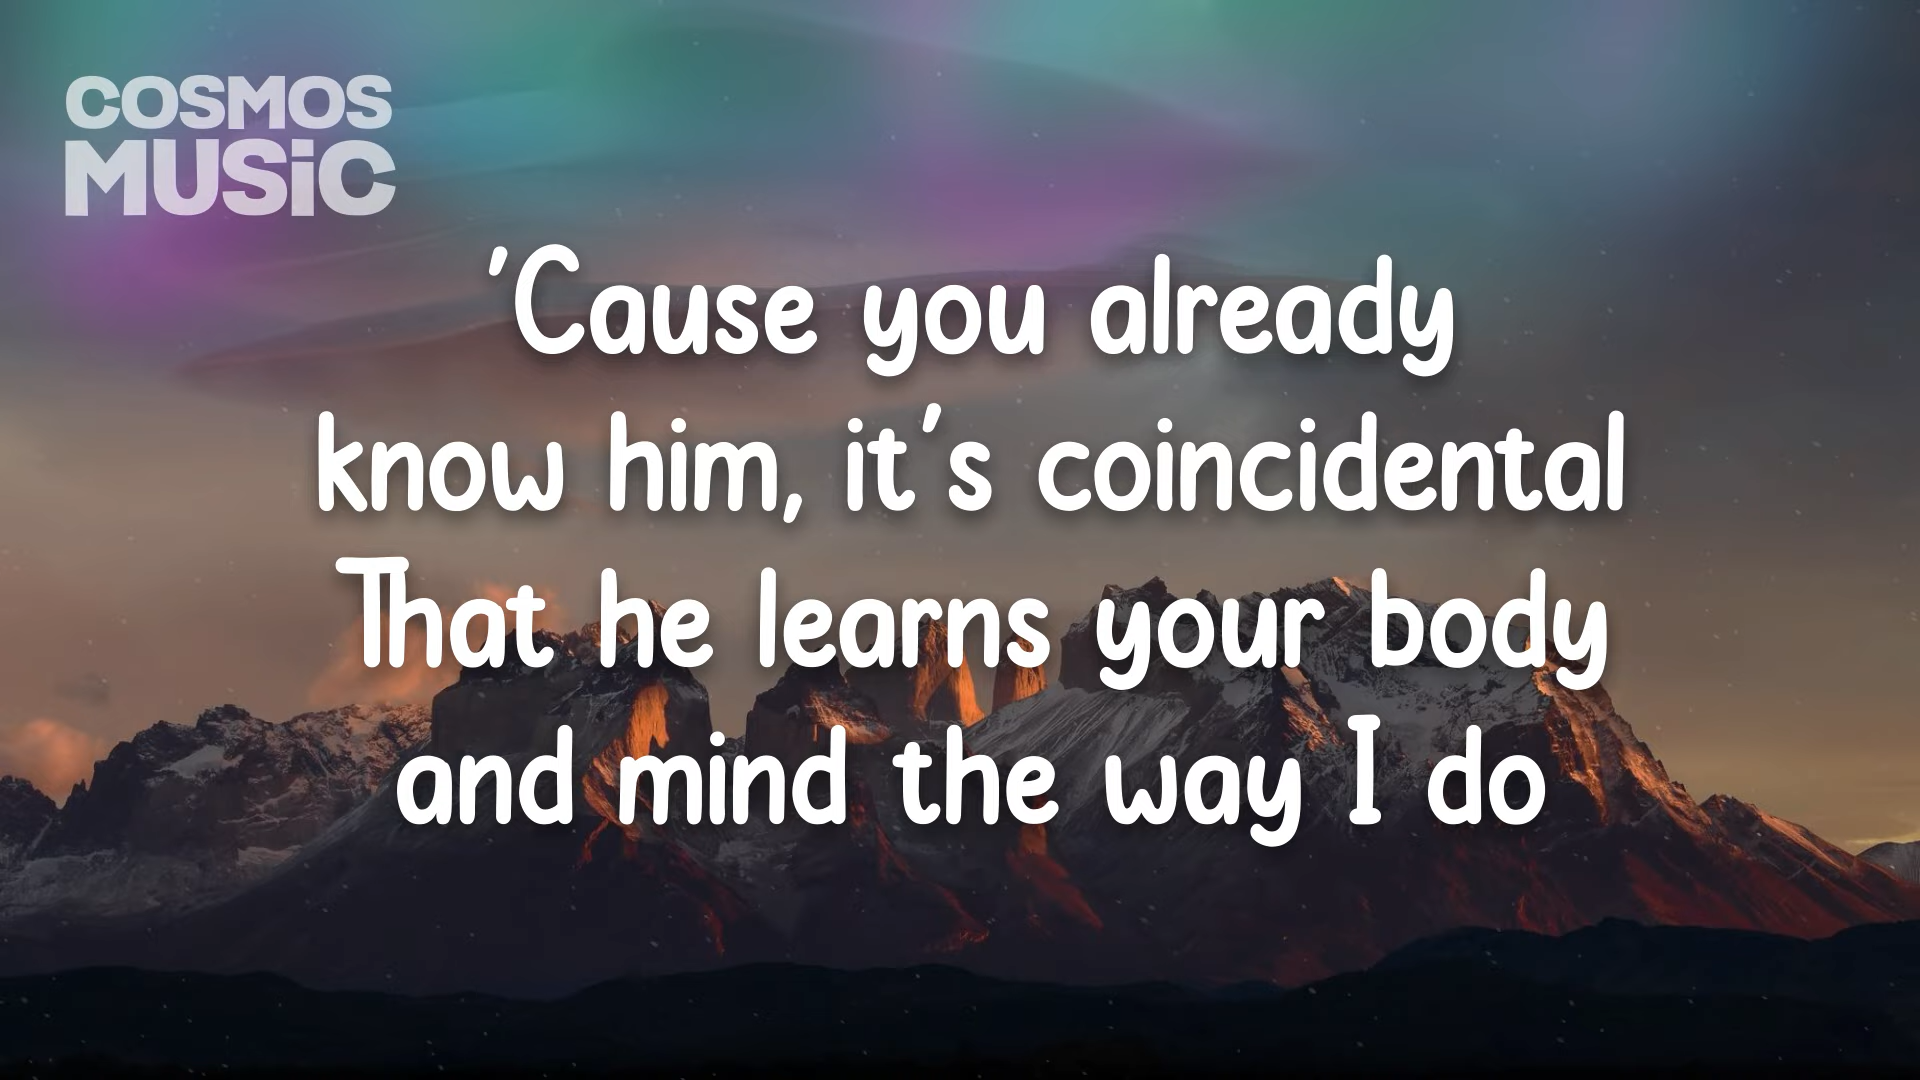 COSMOS
MUSiC
'Cause you already
know him, it's coincidental
That he learns your body
and mind the way I do